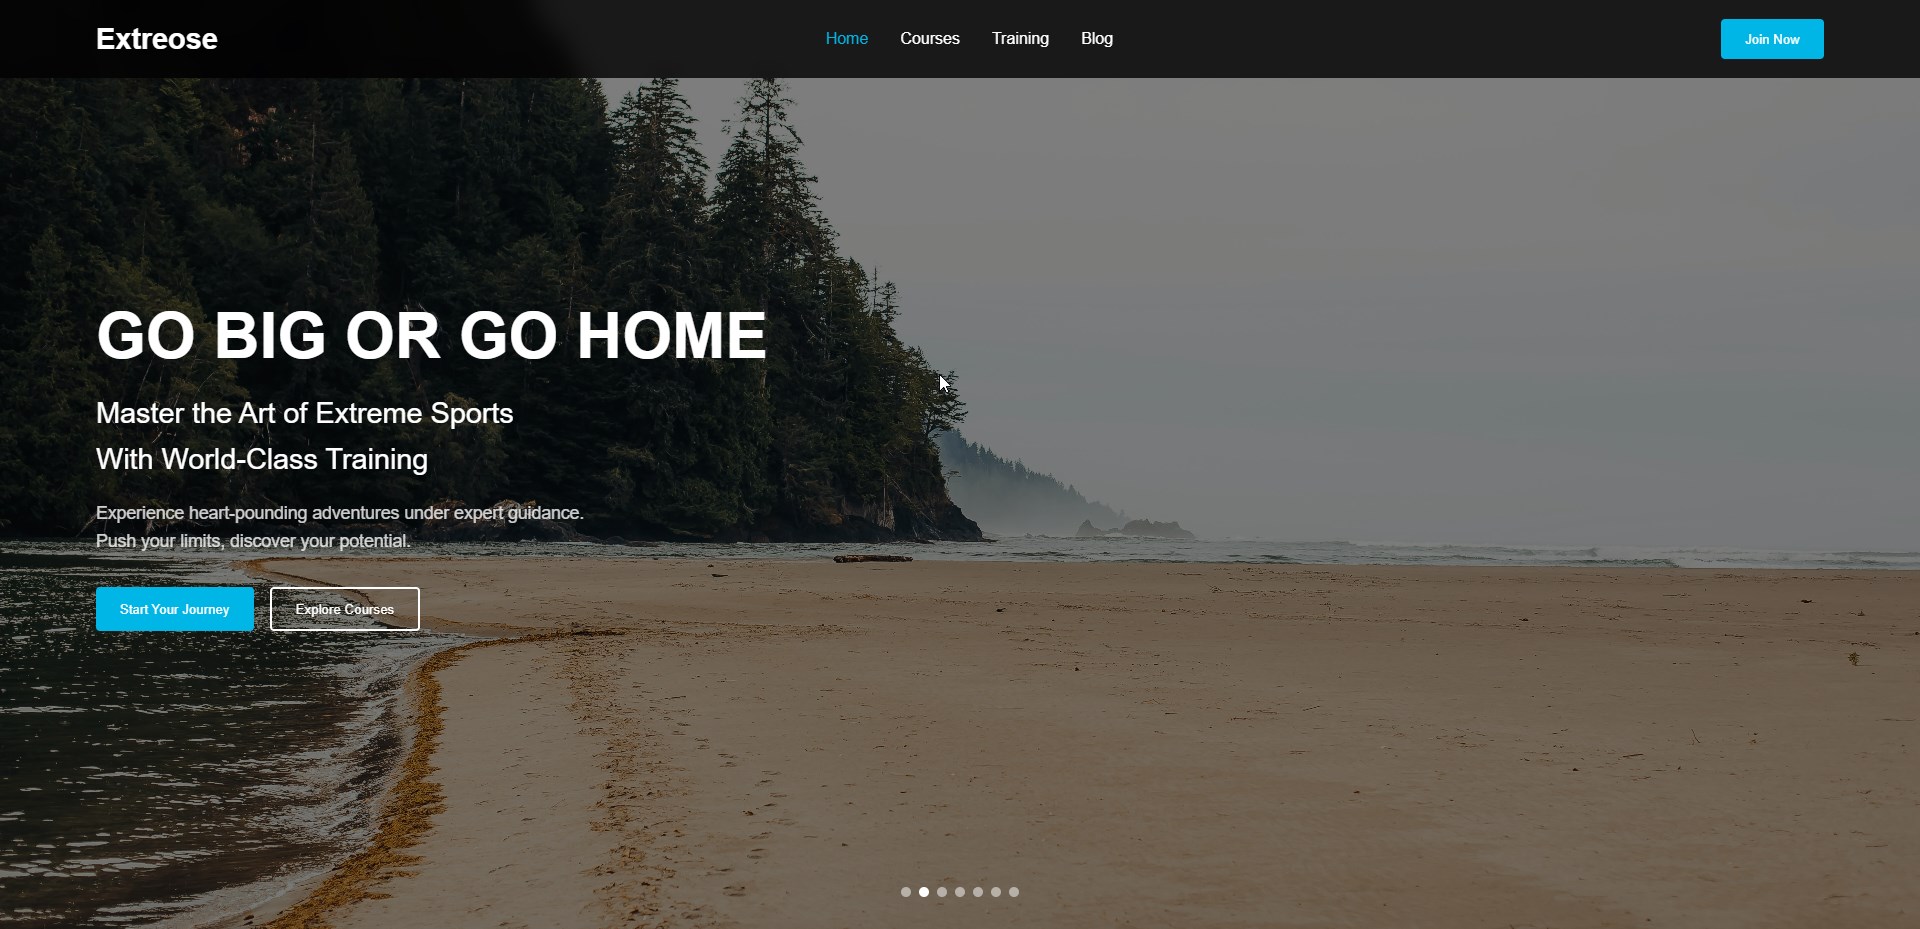 Extreose
Home Courses Training Blog
Join Now
GO BIG OR GO HOME
Master the Art of Extreme Sports
With World-Class Training
Experience heart-pounding adventures under expert guidance.
Push your limits, discover your potential.
Start Your Journey
Explore Courses